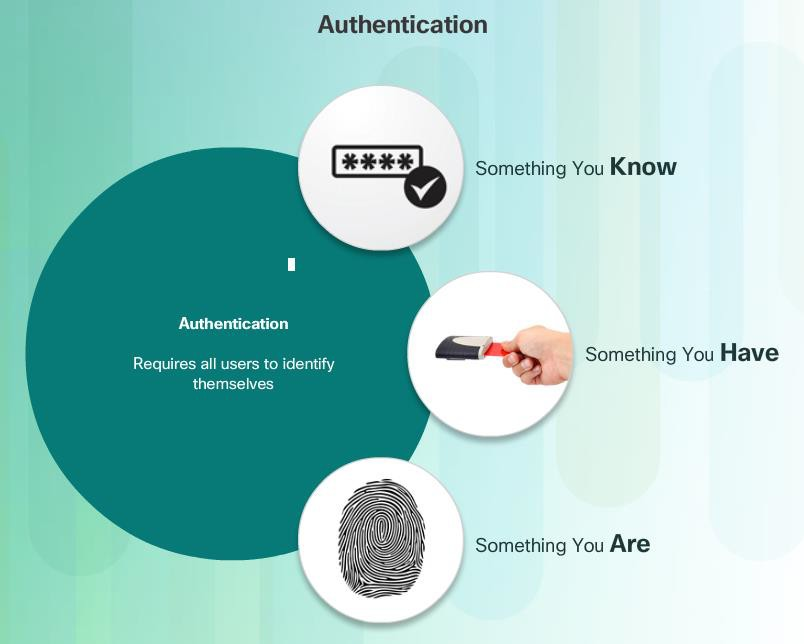 Authentication
****
Something You Know
Authentication
Requires all users to identify
themselves
Something You Have
Something You Are